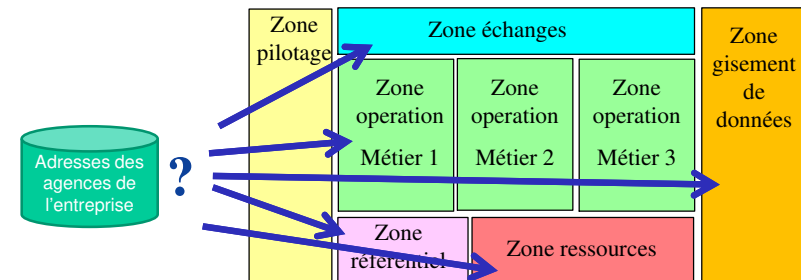 Adresses des
agences de
l'entreprise
?
Zone
pilotage
Zone échanges
Zone
operation
Métier 1
Zone
operation
Métier 2
Zone
operation
Métier 3
Zone
gisement
de
données
Zone
référentiel
Zone ressources